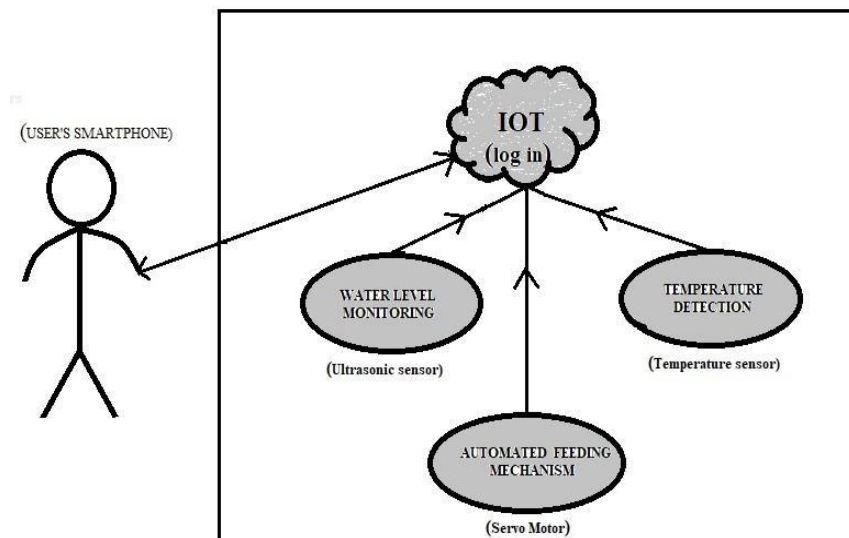 (USER'S SMARTPHONE)
IOT
(log in)
WATER LEVEL
MONITORING
(Ultrasonic sensor)
TEMPERATURE
DETECTION
(Temperature sensor)
AUTOMATED FEEDING
MECHANISM
(Servo Motor)